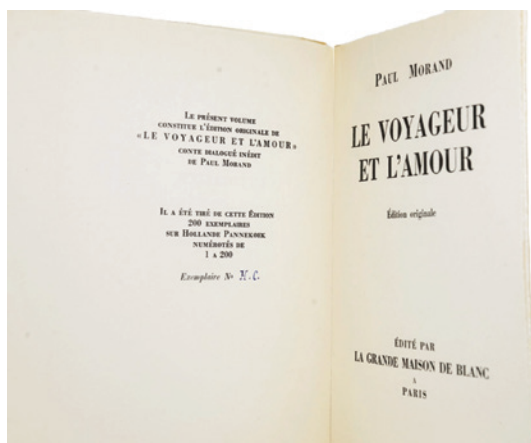 LE PRÉSENT VOLUME
CONSTITUE L'ÉDITION ORIGINALE DE
«LE VOYAGEUR ET L'AMOUR»
CONTE DIALOGUÉ INÉDIT
DE PAUL MORAND
IL A ÉTÉ TIRÉ DE CETTE ÉDITION
200 EXEMPLAIRES
SUR HOLLANDE PANNEKOEK
NUMÉROTÉS DE
1 A 200
Exemplaire No H.C.
PAUL MORAND
LE VOYAGEUR
ET L'AMOUR
Édition originale
ÉDITÉ PAR
LA GRANDE MAISON DE BLANC
A
PARIS